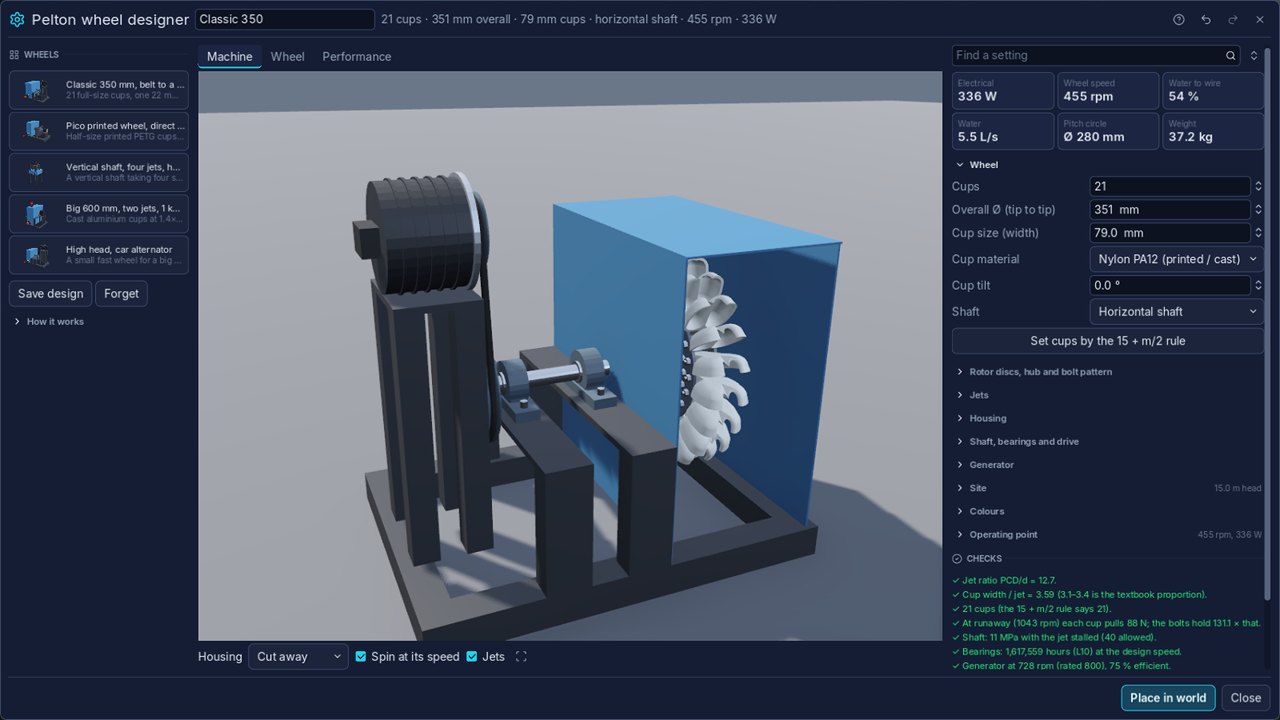 Pelton wheel designer
Classic 350
21 cups · 351 mm overall · 79 mm cups · horizontal shaft · 455 rpm · 336 W
WHEELS
Classic 350 mm, belt to a ...
21 full-size cups, one 22 m...
Pico printed wheel, direct ...
Half-size printed PETG cups...
Vertical shaft, four jets, h...
A vertical shaft taking four s...
Big 600 mm, two jets, 1 k...
Cast aluminium cups at 1.4×...
High head, car alternator
A small fast wheel for a big ...
Save design
Forget
How it works
Machine
Wheel
Performance
Housing
Cut away
Spin at its speed
Jets
Find a setting
Electrical
336 W
Wheel speed
455 rpm
Water to wire
54 %
Water
5.5 L/s
Pitch circle
Ø 280 mm
Weight
37.2 kg
Wheel
Cups
21
Overall Ø (tip to tip)
351 mm
Cup size (width)
79.0 mm
Cup material
Nylon PA12 (printed / cast)
Cup tilt
0.0 °
Shaft
Horizontal shaft
Set cups by the 15 + m/2 rule
Rotor discs, hub and bolt pattern
Jets
Housing
Shaft, bearings and drive
Generator
Site
15.0 m head
Colours
Operating point
455 rpm, 336 W
CHECKS
✓ Jet ratio PCD/d = 12.7.
✓ Cup width / jet = 3.59 (3.1–3.4 is the textbook proportion).
✓ 21 cups (the 15 + m/2 rule says 21).
✓ At runaway (1043 rpm) each cup pulls 88 N; the bolts hold 131.1 × that.
✓ Shaft: 11 MPa with the jet stalled (40 allowed).
✓ Bearings: 1,617,559 hours (L10) at the design speed.
✓ Generator at 728 rpm (rated 800), 75 % efficient.
Place in world
Close